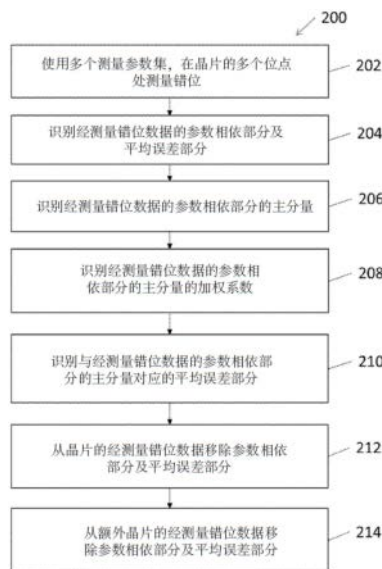 200
使用多个测量参数集，在晶片的多个位点
处测量错位
202
识别经测量错位数据的参数相依部分及
平均误差部分
204
识别经测量错位数据的参数相依部分的主分量
206
识别经测量错位数据的参数相
依部分的主分量的加权系数
208
识别与经测量错位数据的参数相依部
分的主分量对应的平均误差部分
210
从晶片的经测量错位数据移除参数相依
部分及平均误差部分
212
从额外晶片的经测量错位数据移
除参数相依部分及平均误差部分
214